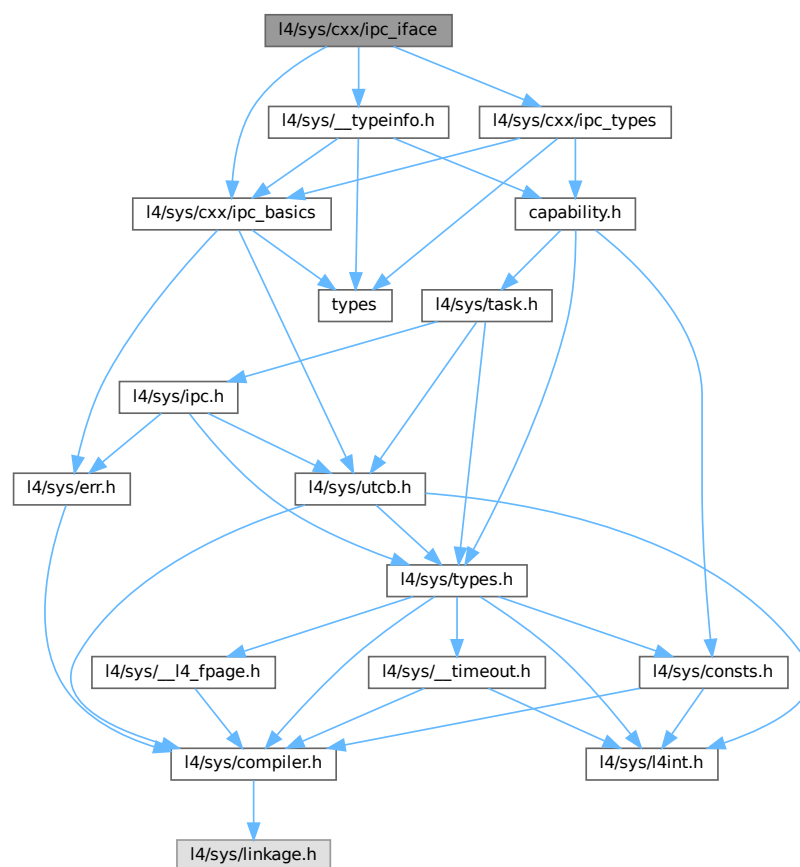 l4/sys/cxx/ipc_iface
l4/sys/__typeinfo.h
l4/sys/cxx/ipc_types
l4/sys/cxx/ipc_basics
capability.h
types
l4/sys/task.h
l4/sys/ipc.h
l4/sys/err.h
l4/sys/utcb.h
l4/sys/types.h
l4/sys/__l4_fpage.h
l4/sys/__timeout.h
l4/sys/consts.h
l4/sys/compiler.h
l4/sys/l4int.h
l4/sys/linkage.h